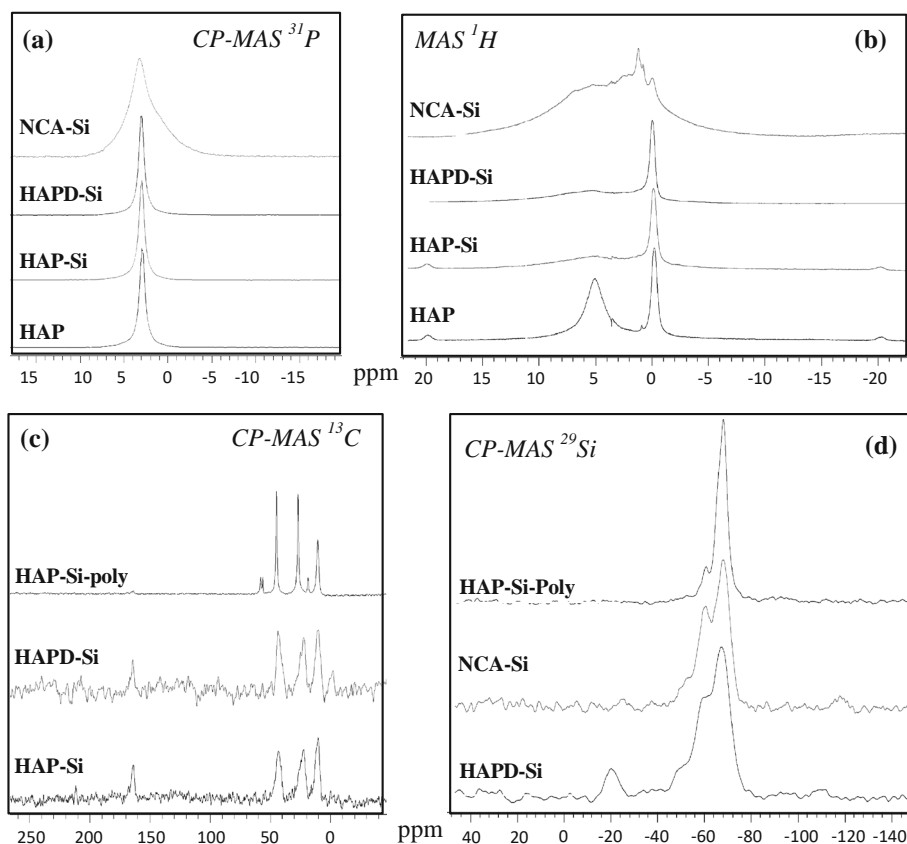 (a) CP-MAS ³¹P
NCA-Si
HAPD-Si
HAP-Si
HAP
15 10 5 0 -5 -10 -15
ppm
MAS ¹H (b)
NCA-Si
HAPD-Si
HAP-Si
HAP
20 15 10 5 0 -5 -10 -15 -20
(c) CP-MAS ¹³C
HAP-Si-poly
HAPD-Si
HAP-Si
250 200 150 100 50 0
ppm
CP-MAS ²⁹Si (d)
HAP-Si-Poly
NCA-Si
HAPD-Si
40 20 0 -20 -40 -60 -80 -100 -120 -140